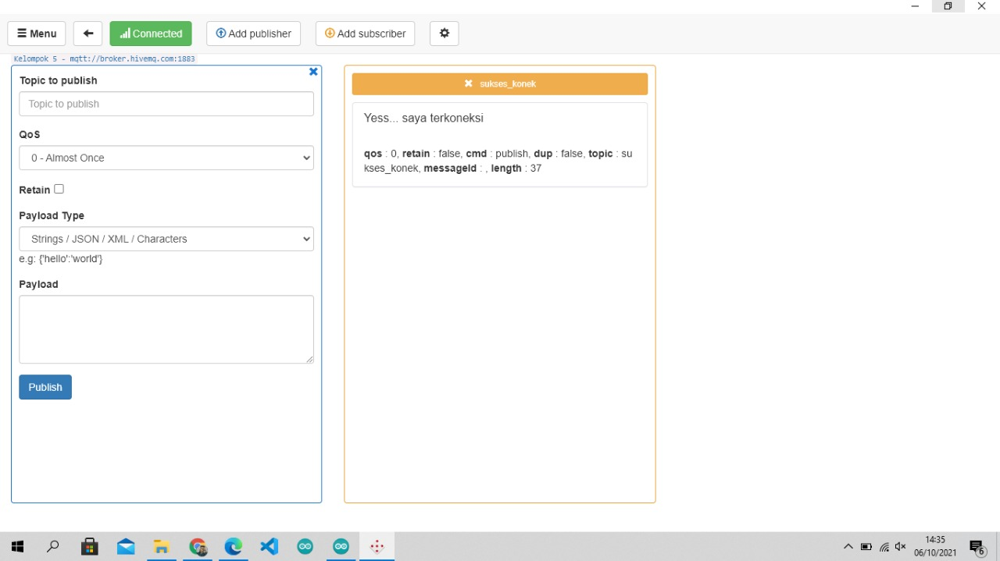 Menu
Connected
Add publisher
Add subscriber
Kelompok 5 - mqtt://broker.hivemq.com:1883
Topic to publish
Topic to publish
QoS
0 - Almost Once
Retain
Payload Type
Strings / JSON / XML / Characters
e.g: {'hello':'world'}
Payload
Publish
sukses_konek
Yess... saya terkoneksi
qos : 0, retain : false, cmd : publish, dup : false, topic : su
kses_konek, messageId : , length : 37
14:35
06/10/2021
6